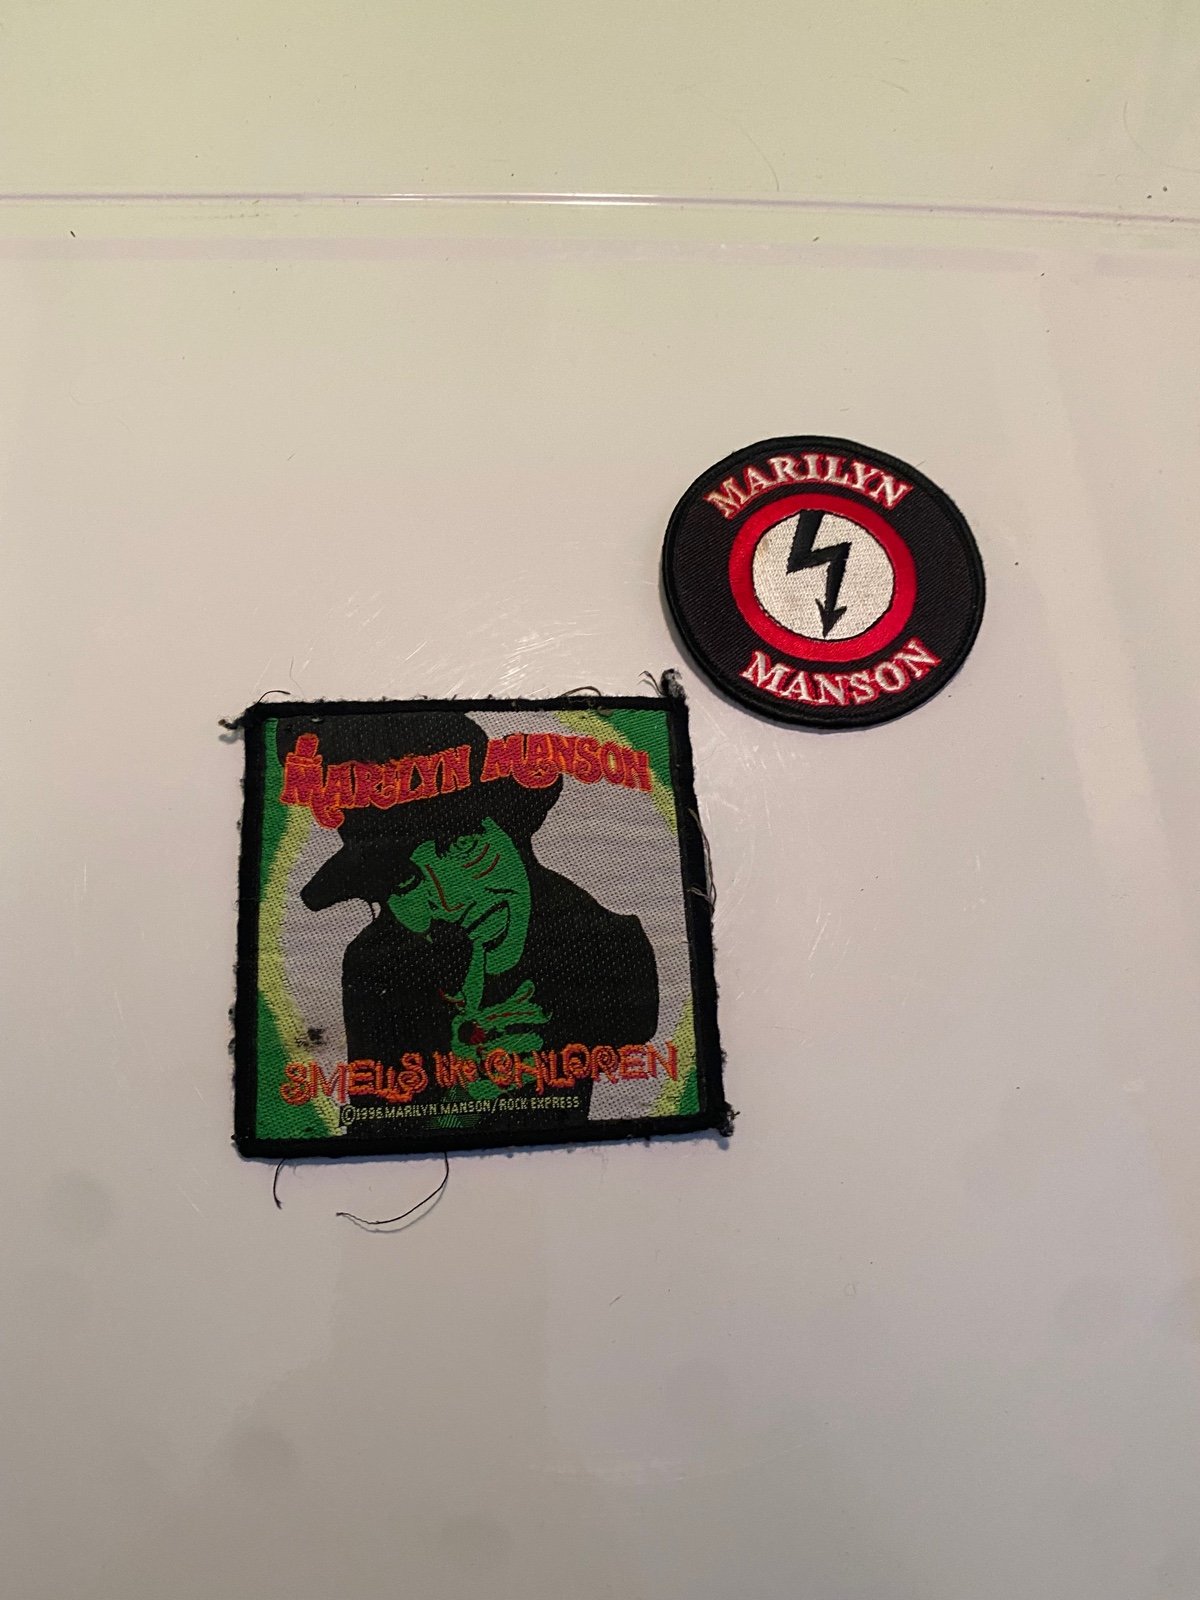 MARILYN
MANSON
MARILYN MANSON
SMELLS like CHILDREN
©1996 MARILYN MANSON/ROCK EXPRESS